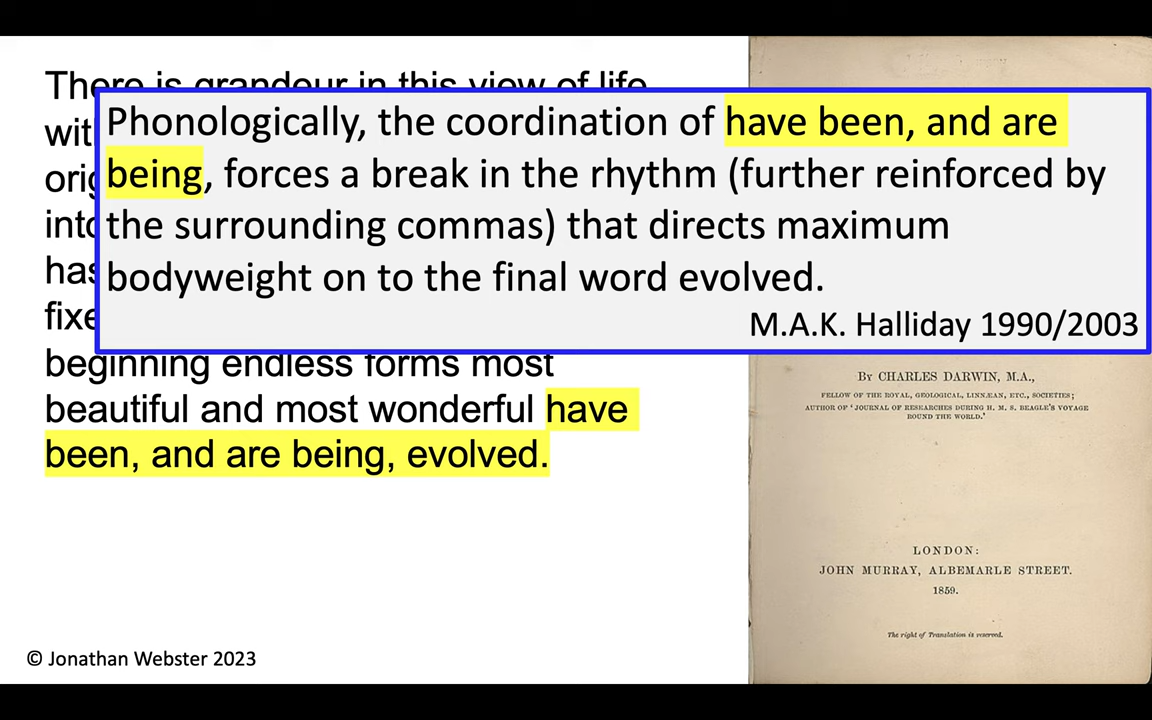 There is grandeur in this view of life
Phonologically, the coordination of have been, and are
being, forces a break in the rhythm (further reinforced by
the surrounding commas) that directs maximum
bodyweight on to the final word evolved.
M.A.K. Halliday 1990/2003
beginning endless forms most
beautiful and most wonderful have
been, and are being, evolved.
By CHARLES DARWIN, M.A.,
FELLOW OF THE ROYAL, GEOLOGICAL, LINNÆAN, ETC., SOCIETIES;
AUTHOR OF 'JOURNAL OF RESEARCHES DURING H. M. S. BEAGLE'S VOYAGE
ROUND THE WORLD.'
LONDON:
JOHN MURRAY, ALBEMARLE STREET.
1859.
The right of Translation is reserved.
© Jonathan Webster 2023